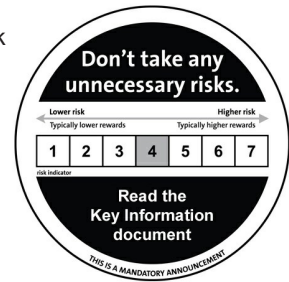 k
Don't take any
unnecessary risks.
Lower risk Higher risk
Typically lower rewards Typically higher rewards
1 2 3 4 5 6 7
risk indicator
Read the
Key Information
document
THIS IS A MANDATORY ANNOUNCEMENT